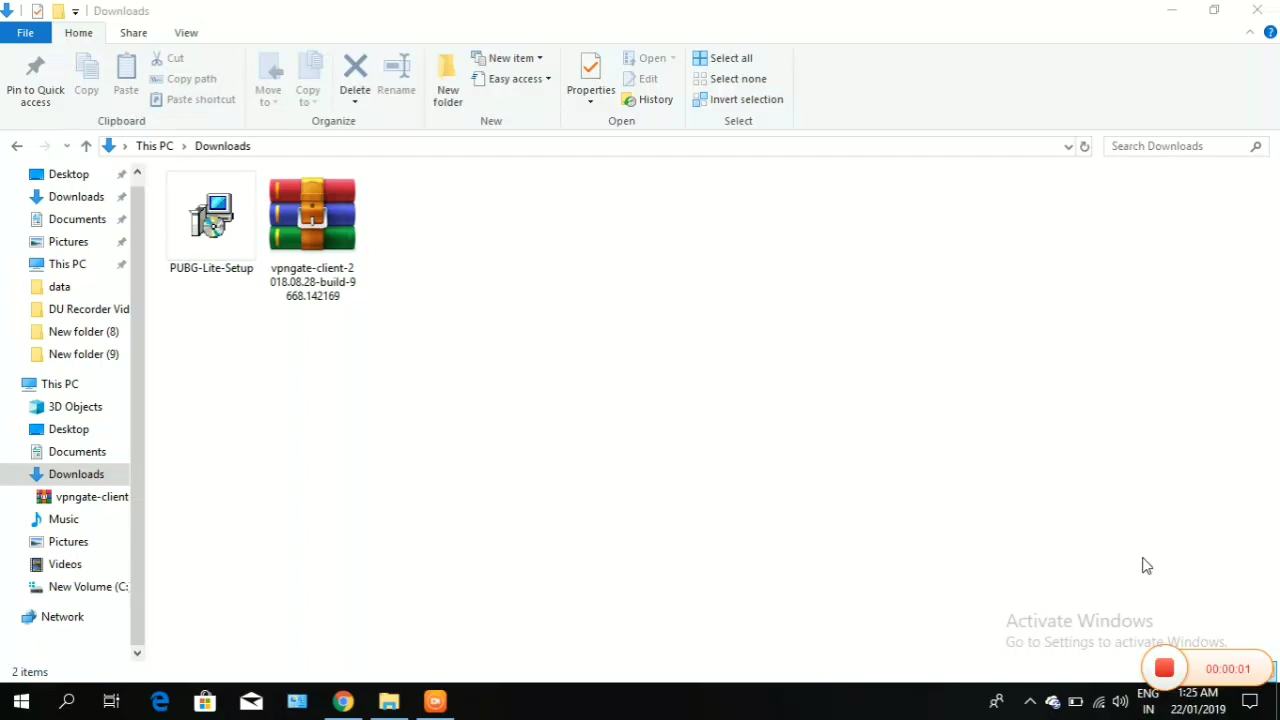 Downloads
File
Home
Share
View
Pin to Quick access
Copy
Paste
Cut
Copy path
Paste shortcut
Clipboard
Move to
Copy to
Delete
Rename
Organize
New folder
New item
Easy access
New
Properties
Open
Edit
History
Open
Select all
Select none
Invert selection
Select
This PC
Downloads
Search Downloads
Desktop
Downloads
Documents
Pictures
This PC
data
DU Recorder Vid
New folder (8)
New folder (9)
This PC
3D Objects
Desktop
Documents
Downloads
vpngate-client
Music
Pictures
Videos
New Volume (C:
Network
PUBG-Lite-Setup
vpngate-client-2
018.08.28-build-9
668.142169
Activate Windows
Go to Settings to activate Windows.
00:00:01
2 items
ENG
IN
1:25 AM
22/01/2019